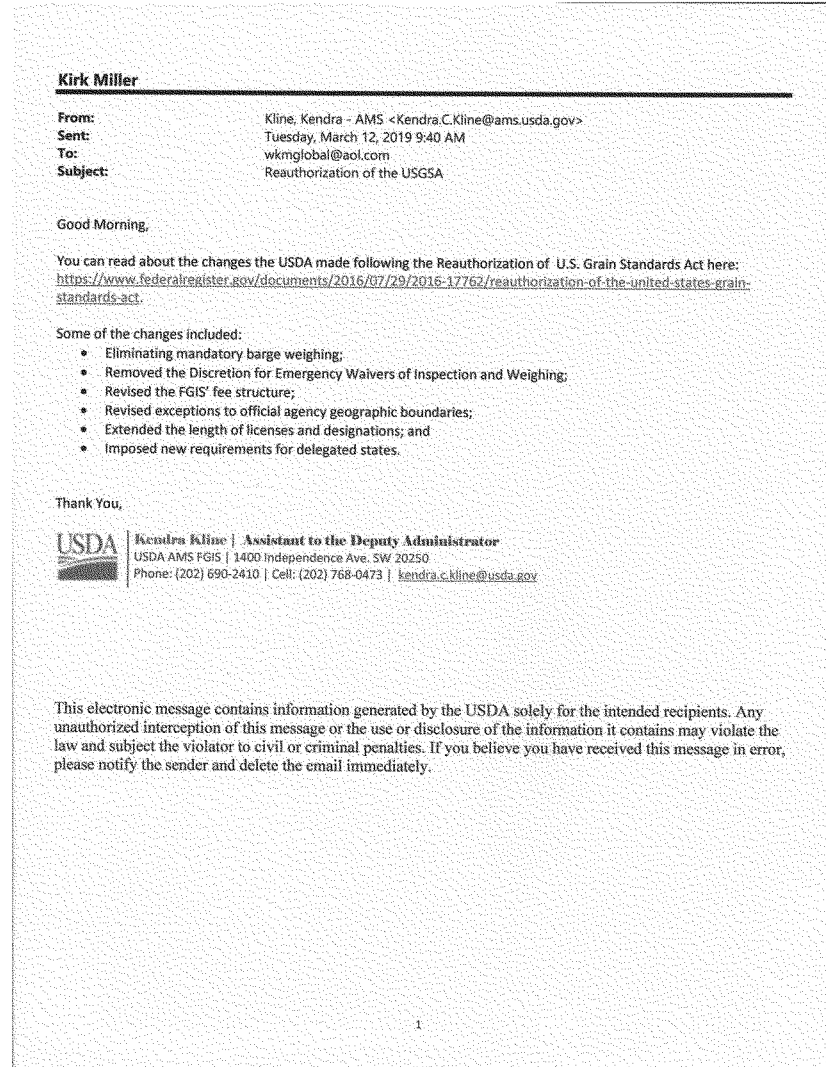 Kirk Miller
From: Kline, Kendra - AMS <Kendra.C.Kline@ams.usda.gov>
Sent: Tuesday, March 12, 2019 9:40 AM
To: wkmglobal@aol.com
Subject: Reauthorization of the USGSA
Good Morning,
You can read about the changes the USDA made following the Reauthorization of U.S. Grain Standards Act here:
https://www.federalregister.gov/documents/2016/07/29/2016-17762/reauthorization-of-the-united-states-grain-
standards-act.
Some of the changes included:
• Eliminating mandatory barge weighing;
• Removed the Discretion for Emergency Waivers of Inspection and Weighing;
• Revised the FGIS' fee structure;
• Revised exceptions to official agency geographic boundaries;
• Extended the length of licenses and designations; and
• Imposed new requirements for delegated states.
Thank You,
USDA
Kendra Kline | Assistant to the Deputy Administrator
USDA AMS FGIS | 1400 Independence Ave. SW 20250
Phone: (202) 690-2410 | Cell: (202) 768-0473 | kendra.c.kline@usda.gov
This electronic message contains information generated by the USDA solely for the intended recipients. Any
unauthorized interception of this message or the use or disclosure of the information it contains may violate the
law and subject the violator to civil or criminal penalties. If you believe you have received this message in error,
please notify the sender and delete the email immediately.
1